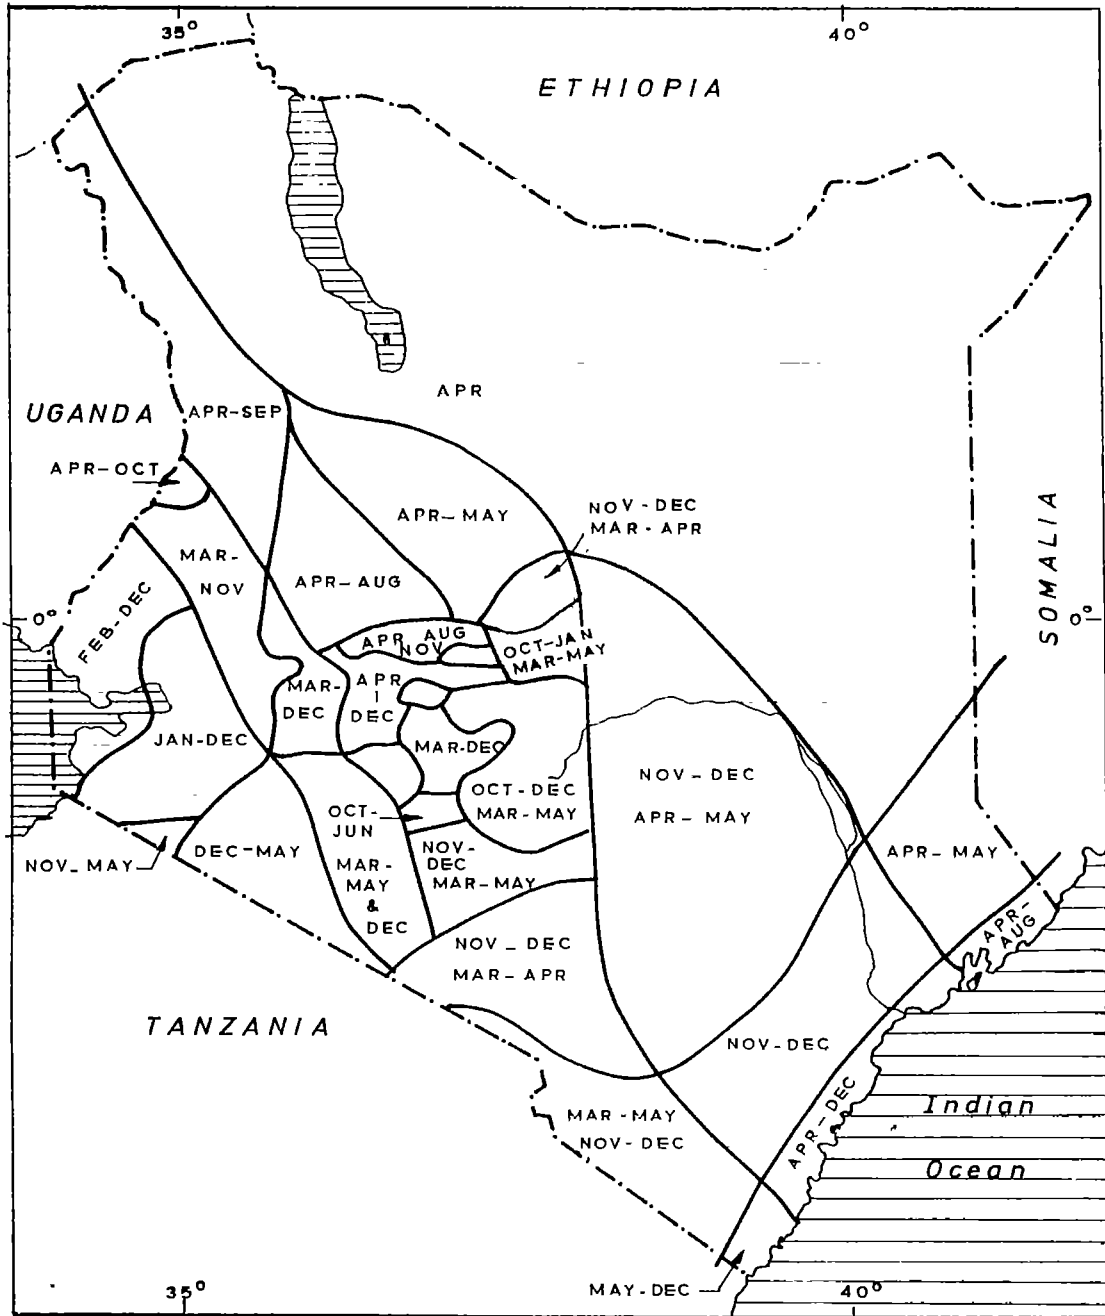 35°
40°
ETHIOPIA
APR
UGANDA
APR-SEP
APR-OCT
APR-MAY
NOV-DEC
MAR-APR
SOMALIA
MAR-
NOV
APR-AUG
FEB-DEC
0°
0°
APR AUG
NOV
OCT-JAN
MAR-MAY
MAR-
DEC
APR
|
DEC
JAN-DEC
MAR-DEC
NOV-DEC
APR-MAY
OCT-DEC
MAR-MAY
OCT-
JUN
NOV-MAY
DEC-MAY
NOV-
DEC
MAR-MAY
MAR-
MAY
&
DEC
APR-MAY
APR-
AUG
NOV-DEC
MAR-APR
TANZANIA
NOV-DEC
MAR-MAY
NOV-DEC
APR-DEC
Indian
Ocean
MAY-DEC
35°
40°